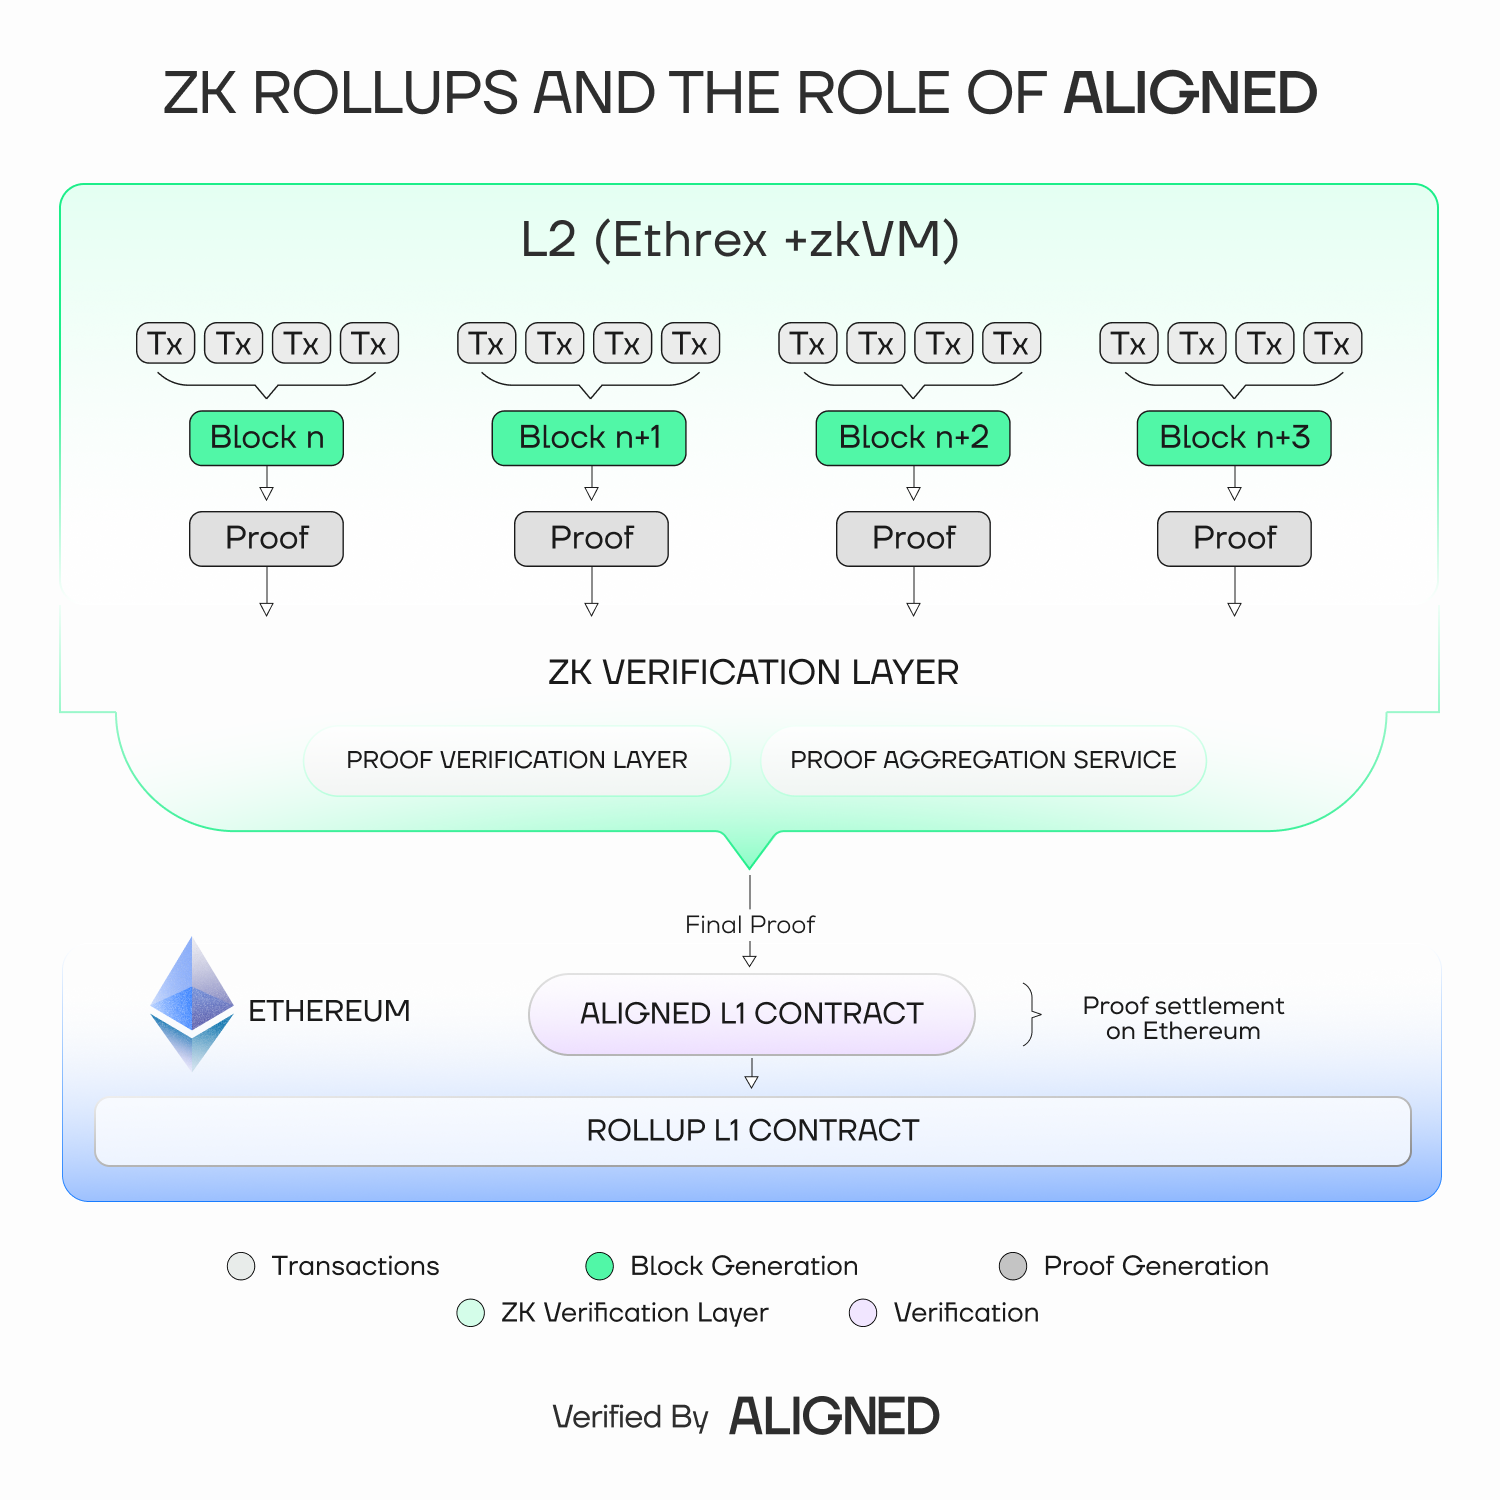 ZK ROLLUPS AND THE ROLE OF ALIGNED
L2 (Ethrex +zkVM)
Tx Tx Tx Tx Tx Tx Tx Tx Tx Tx Tx Tx Tx Tx Tx Tx
Block n Block n+1 Block n+2 Block n+3
Proof Proof Proof Proof
ZK VERIFICATION LAYER
PROOF VERIFICATION LAYER PROOF AGGREGATION SERVICE
Final Proof
ETHEREUM
ALIGNED L1 CONTRACT
Proof settlement
on Ethereum
ROLLUP L1 CONTRACT
Transactions Block Generation Proof Generation
ZK Verification Layer Verification
Verified By ALIGNED